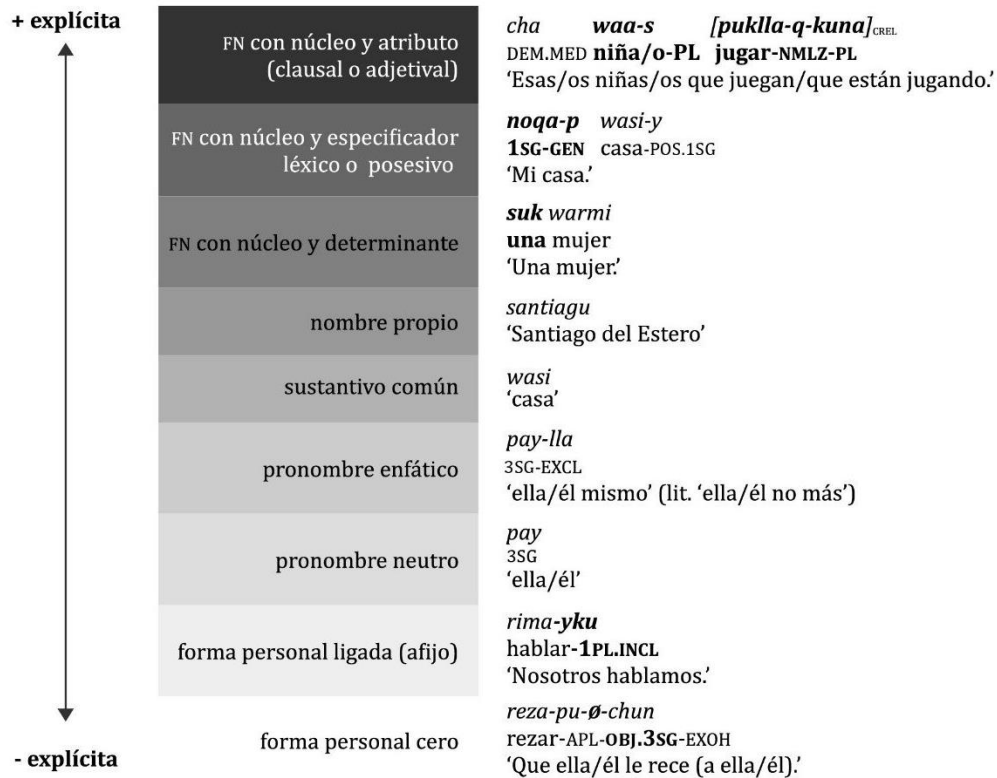 + explícita
FN con núcleo y atributo
(clausal o adjetival)
cha waa-s [puklla-q-kuna]CREL
DEM.MED niña/o-PL jugar-NMLZ-PL
‘Esas/os niñas/os que juegan/que están jugando.’
FN con núcleo y especificador
léxico o posesivo
noqa-p wasi-y
1SG-GEN casa-POS.1SG
‘Mi casa.’
FN con núcleo y determinante
suk warmi
una mujer
‘Una mujer.’
nombre propio
santiagu
‘Santiago del Estero’
sustantivo común
wasi
‘casa’
pronombre enfático
pay-lla
3SG-EXCL
‘ella/él mismo’ (lit. ‘ella/él no más’)
pronombre neutro
pay
3SG
‘ella/él’
forma personal ligada (afijo)
rima-yku
hablar-1PL.INCL
‘Nosotros hablamos.’
forma personal cero
reza-pu-ø-chun
rezar-APL-OBJ.3SG-EXOH
‘Que ella/él le rece (a ella/él).’
- explícita